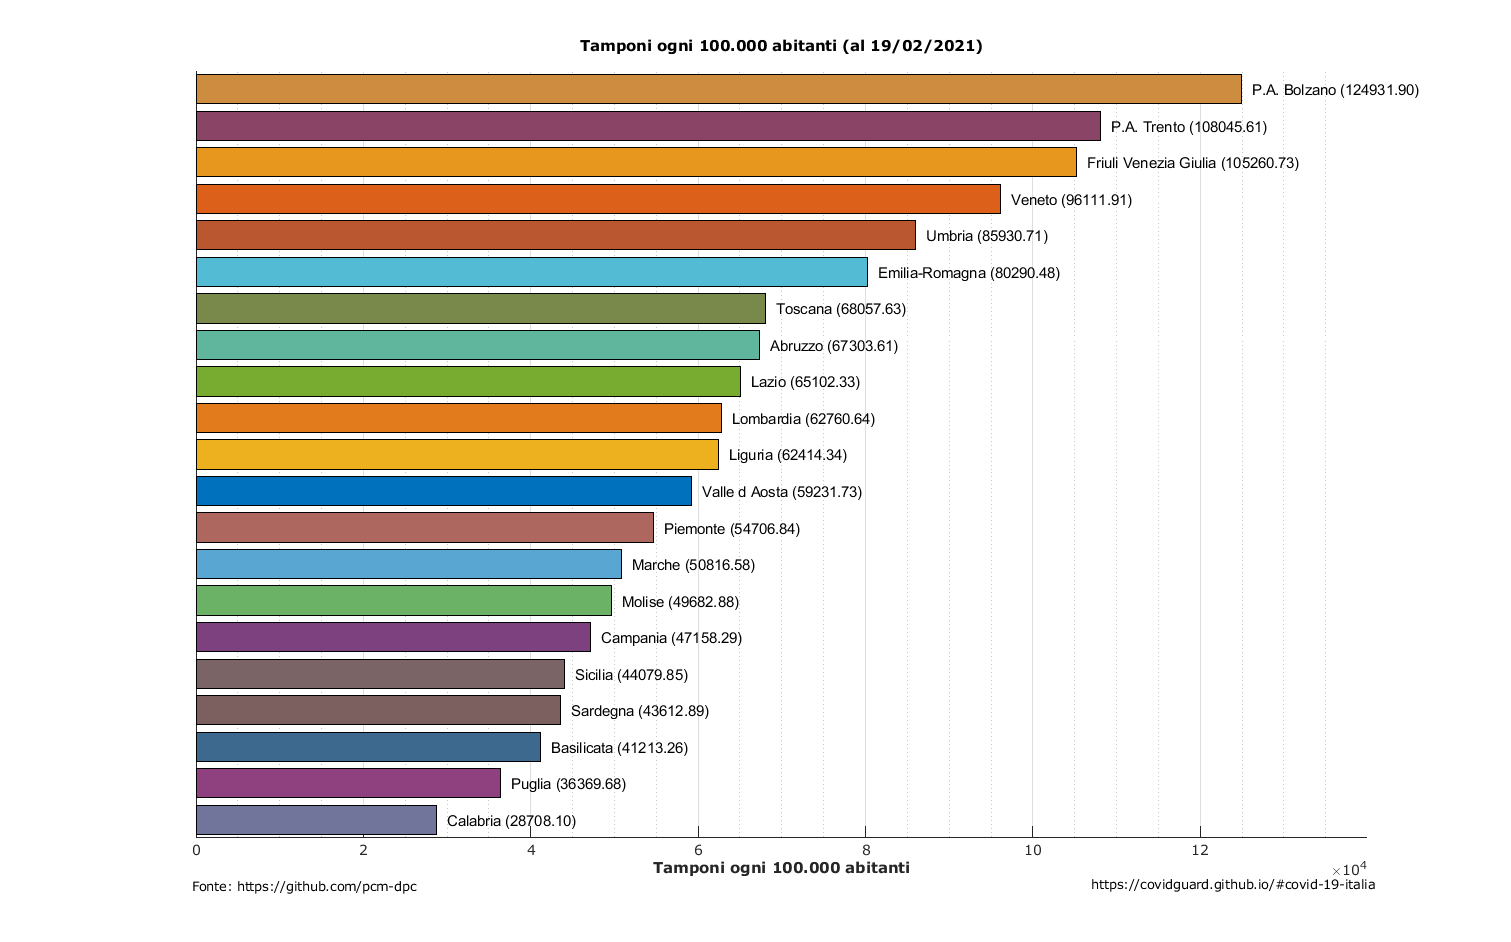 Tamponi ogni 100.000 abitanti (al 19/02/2021)
P.A. Bolzano (124931.90)
P.A. Trento (108045.61)
Friuli Venezia Giulia (105260.73)
Veneto (96111.91)
Umbria (85930.71)
Emilia-Romagna (80290.48)
Toscana (68057.63)
Abruzzo (67303.61)
Lazio (65102.33)
Lombardia (62760.64)
Liguria (62414.34)
Valle d Aosta (59231.73)
Piemonte (54706.84)
Marche (50816.58)
Molise (49682.88)
Campania (47158.29)
Sicilia (44079.85)
Sardegna (43612.89)
Basilicata (41213.26)
Puglia (36369.68)
Calabria (28708.10)
0 2 4 6 8 10 12
×10⁴
Tamponi ogni 100.000 abitanti
Fonte: https://github.com/pcm-dpc
https://covidguard.github.io/#covid-19-italia